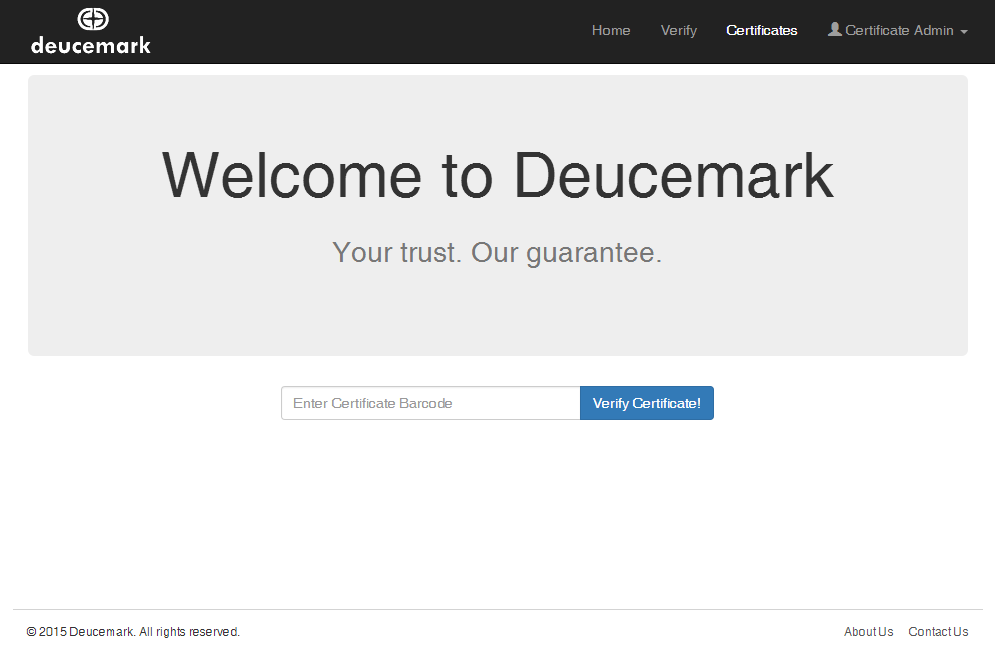 deucemark
Home Verify Certificates Certificate Admin
Welcome to Deucemark
Your trust. Our guarantee.
Enter Certificate Barcode Verify Certificate!
© 2015 Deucemark. All rights reserved. About Us Contact Us